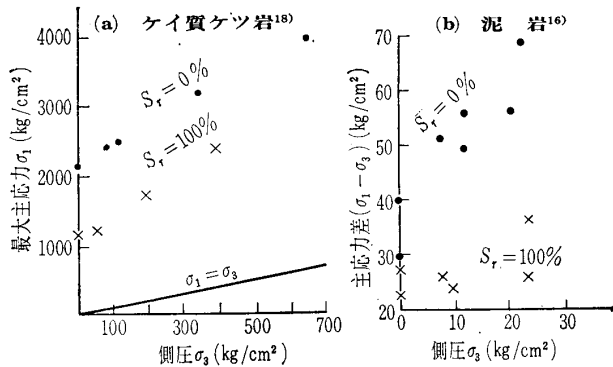 (a) ケイ質ケツ岩18)
最大主応力σ1 (kg/cm²)
4000
3000
2000
1000
Sr=0%
Sr=100%
σ1=σ3
100
300
500
700
側圧σ3 (kg/cm²)
(b) 泥 岩16)
主応力差(σ1−σ3) (kg/cm²)
70
60
50
40
30
20
Sr=0%
Sr=100%
0
10
20
30
側圧σ3 (kg/cm²)